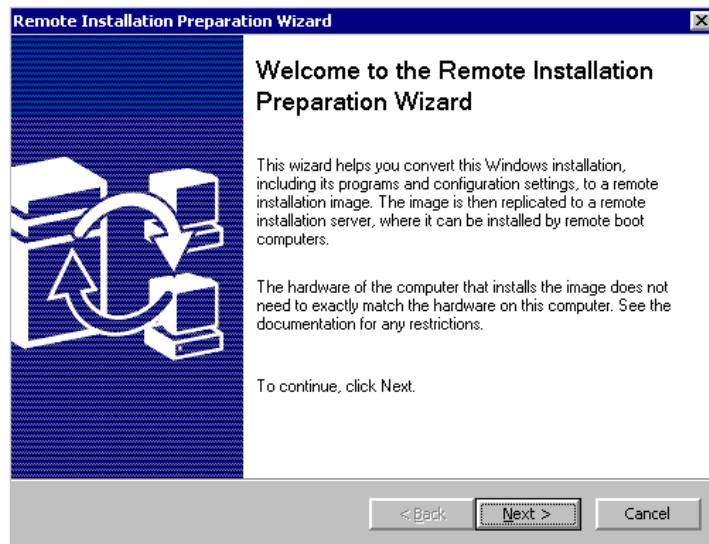 Remote Installation Preparation Wizard
Welcome to the Remote Installation
Preparation Wizard
This wizard helps you convert this Windows installation,
including its programs and configuration settings, to a remote
installation image. The image is then replicated to a remote
installation server, where it can be installed by remote boot
computers.
The hardware of the computer that installs the image does not
need to exactly match the hardware on this computer. See the
documentation for any restrictions.
To continue, click Next.
< Back Next > Cancel